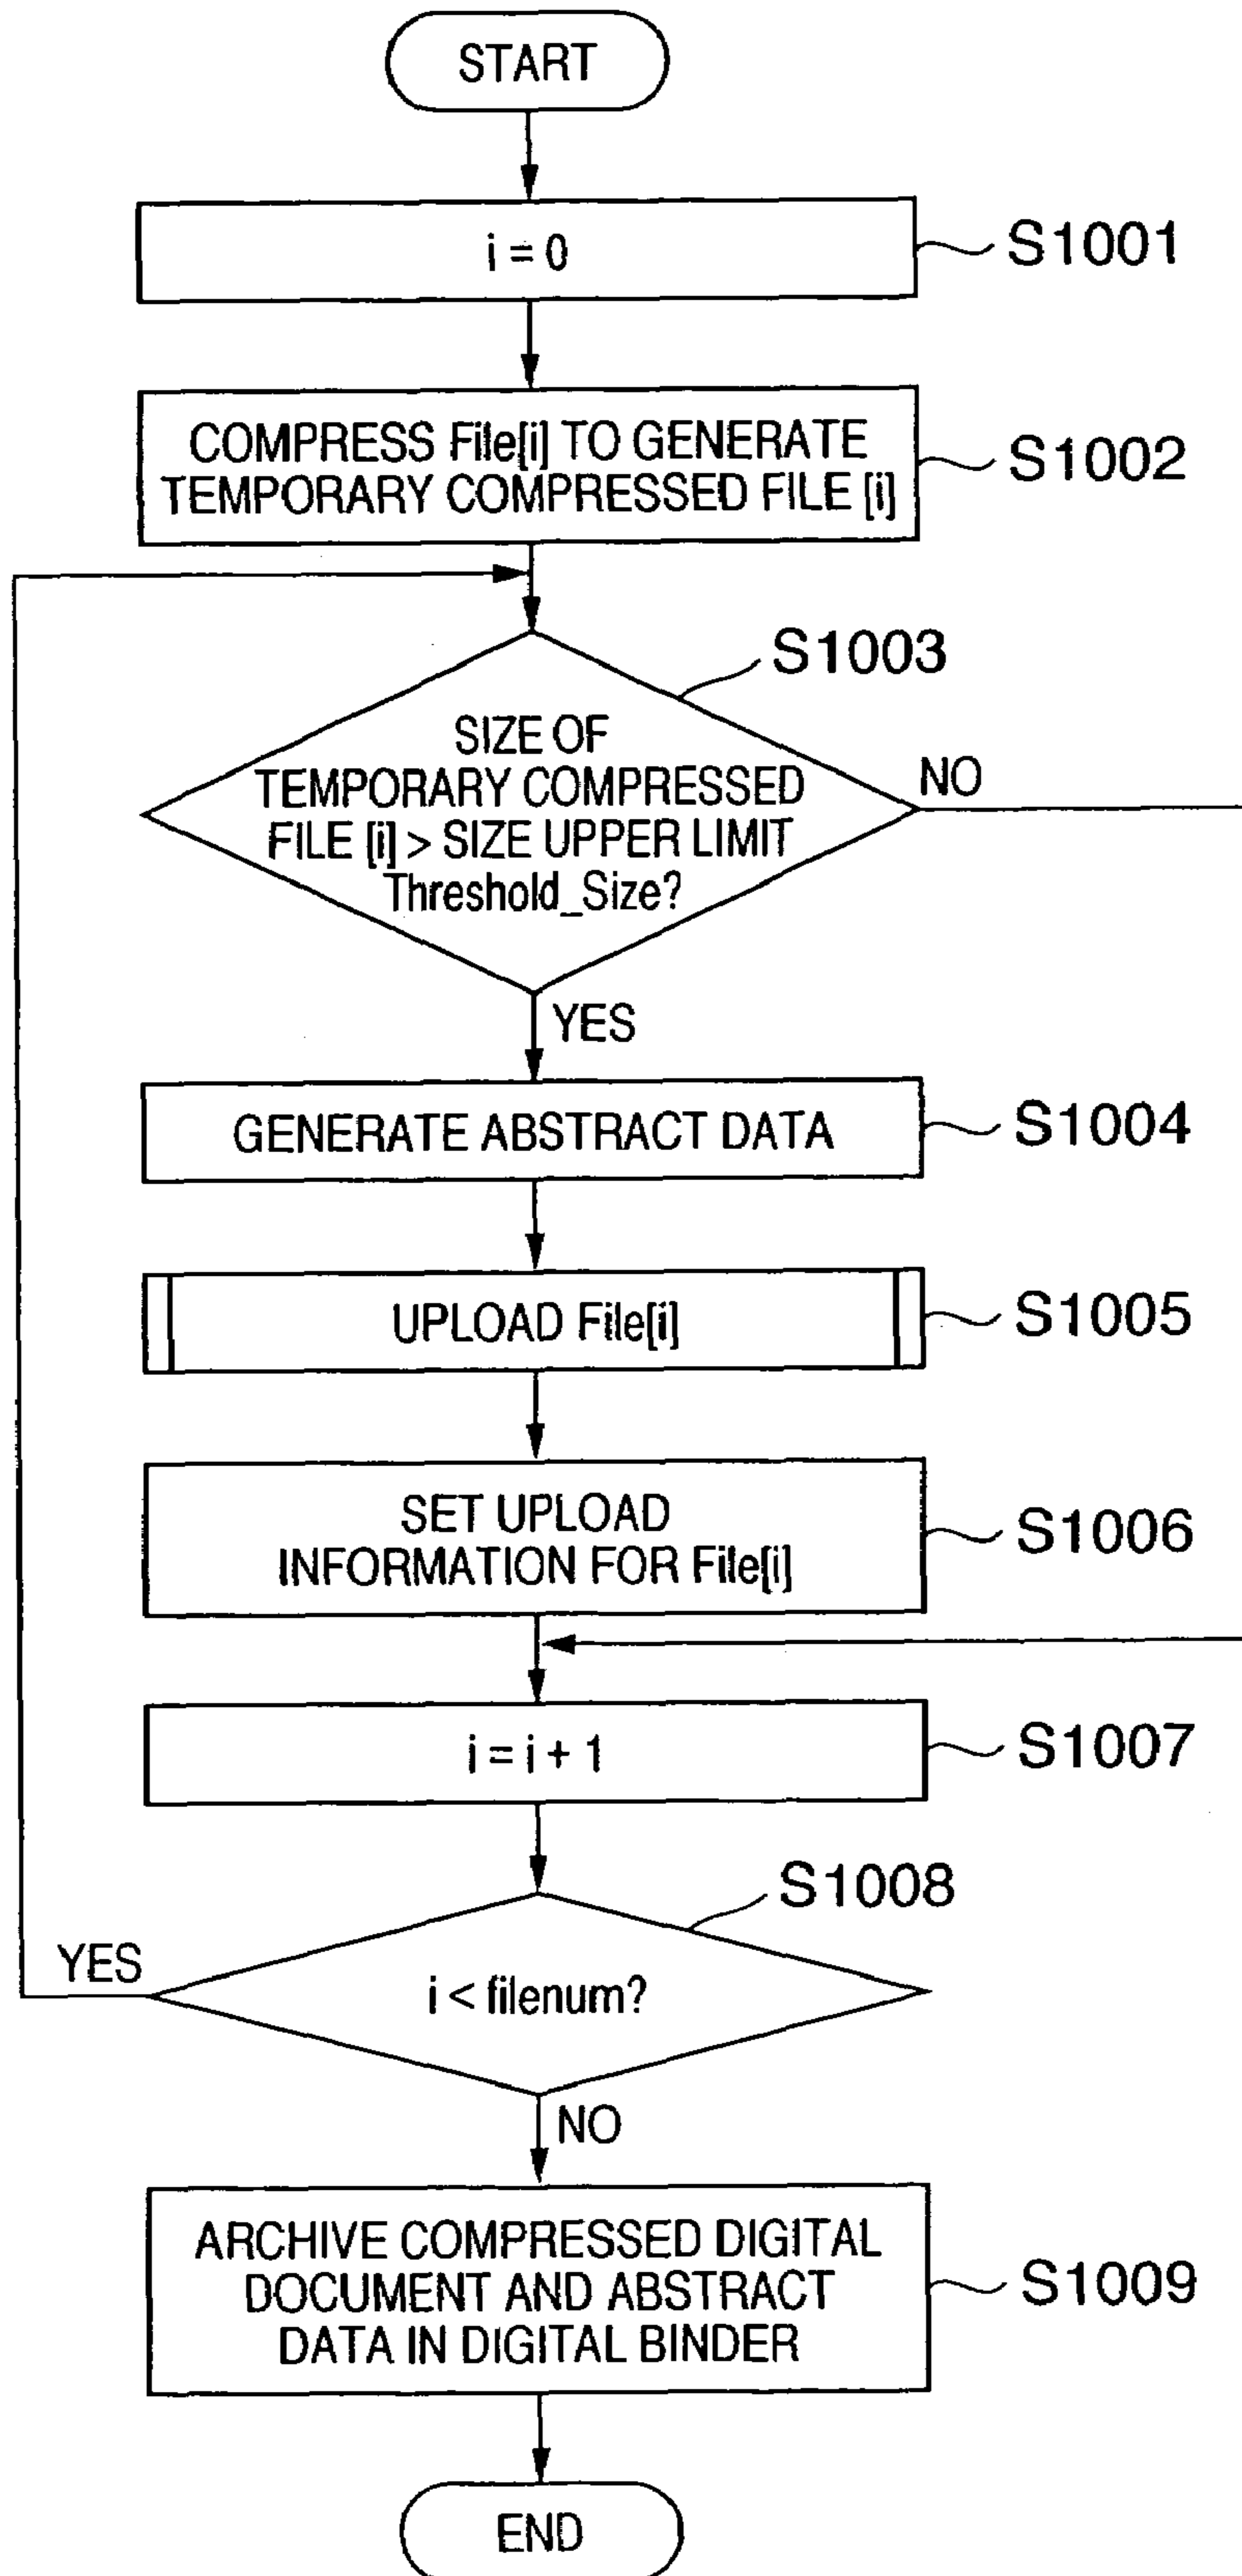 START
i = 0
S1001
COMPRESS File[i] TO GENERATE
TEMPORARY COMPRESSED FILE [i]
S1002
S1003
SIZE OF
TEMPORARY COMPRESSED
FILE [i] > SIZE UPPER LIMIT
Threshold_Size?
NO
YES
GENERATE ABSTRACT DATA
S1004
UPLOAD File[i]
S1005
SET UPLOAD
INFORMATION FOR File[i]
S1006
i = i + 1
S1007
S1008
YES
i < filenum?
NO
ARCHIVE COMPRESSED DIGITAL
DOCUMENT AND ABSTRACT
DATA IN DIGITAL BINDER
S1009
END